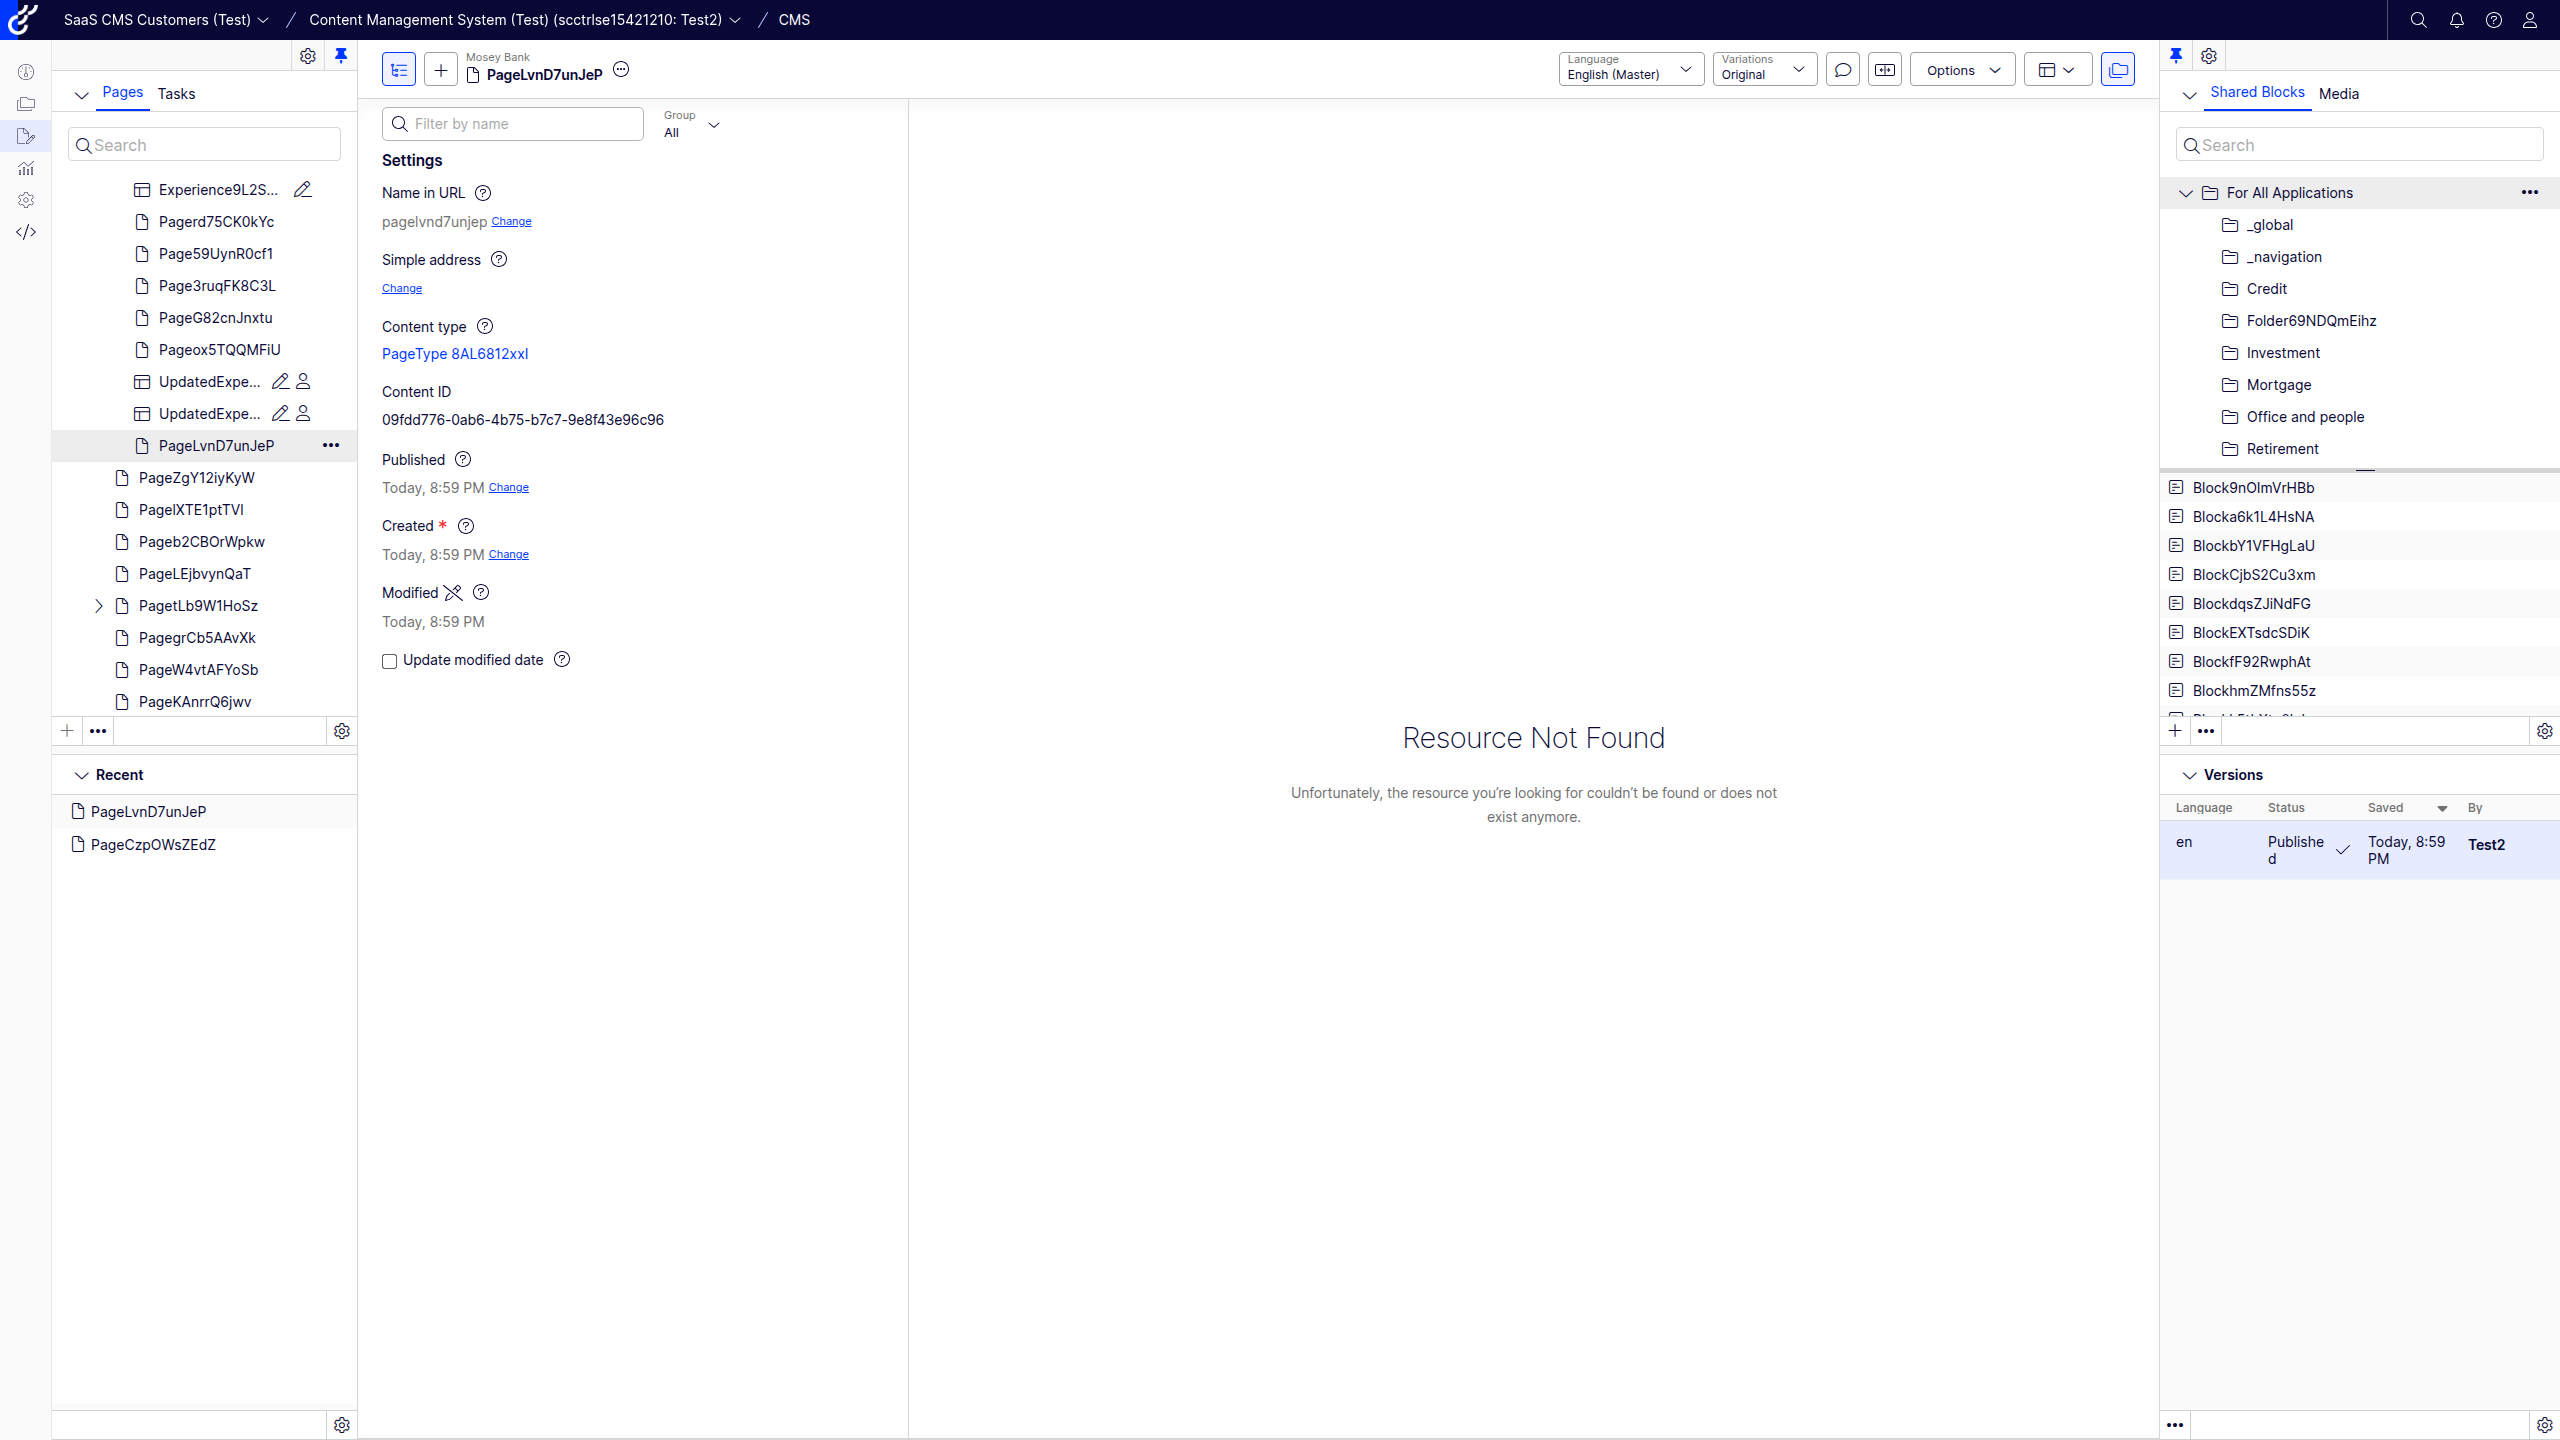 SaaS CMS Customers (Test)
Content Management System (Test) (scctrlse15421210: Test2)
CMS
Pages
Tasks
Search
Experience9L2S...
Pagerd75CK0kYc
Page59UynR0cf1
Page3ruqFK8C3L
PageG82cnJnxtu
Pageox5TQQMFiU
UpdatedExpe...
UpdatedExpe...
PageLvnD7unJeP
PageZgY12iyKyW
PageIXTE1ptTVI
Pageb2CBOrWpkw
PageLEjbvynQaT
PagetLb9W1HoSz
PagegrCb5AAvXk
PageW4vtAFYoSb
PageKAnrrQ6jwv
Recent
PageLvnD7unJeP
PageCzpOWsZEdZ
Mosey Bank
PageLvnD7unJeP
Language
English (Master)
Variations
Original
Options
Filter by name
Group
All
Settings
Name in URL
pagelvnd7unjep Change
Simple address
Change
Content type
PageType 8AL6812xxI
Content ID
09fdd776-0ab6-4b75-b7c7-9e8f43e96c96
Published
Today, 8:59 PM Change
Created *
Today, 8:59 PM Change
Modified
Today, 8:59 PM
Update modified date
Resource Not Found
Unfortunately, the resource you're looking for couldn't be found or does not
exist anymore.
Shared Blocks
Media
Search
For All Applications
_global
_navigation
Credit
Folder69NDQmEihz
Investment
Mortgage
Office and people
Retirement
Block9nOlmVrHBb
Blocka6k1L4HsNA
BlockbY1VFHgLaU
BlockCjbS2Cu3xm
BlockdqsZJiNdFG
BlockEXTsdcSDiK
BlockfF92RwphAt
BlockhmZMfns55z
Versions
Language Status Saved By
en Publishe Today, 8:59 Test2
d PM